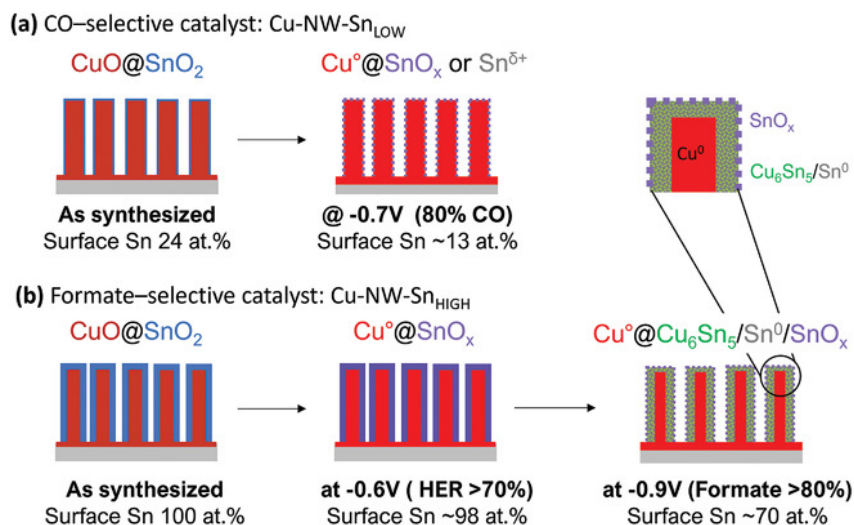 (a) CO–selective catalyst: Cu-NW-Sn_LOW
CuO@SnO₂
Cu°@SnOₓ or Sn^δ+
As synthesized
Surface Sn 24 at.%
@ -0.7V (80% CO)
Surface Sn ~13 at.%
Cu⁰
SnOₓ
Cu₆Sn₅/Sn⁰
(b) Formate–selective catalyst: Cu-NW-Sn_HIGH
CuO@SnO₂
Cu°@SnOₓ
Cu°@Cu₆Sn₅/Sn⁰/SnOₓ
As synthesized
Surface Sn 100 at.%
at -0.6V ( HER >70%)
Surface Sn ~98 at.%
at -0.9V (Formate >80%)
Surface Sn ~70 at.%